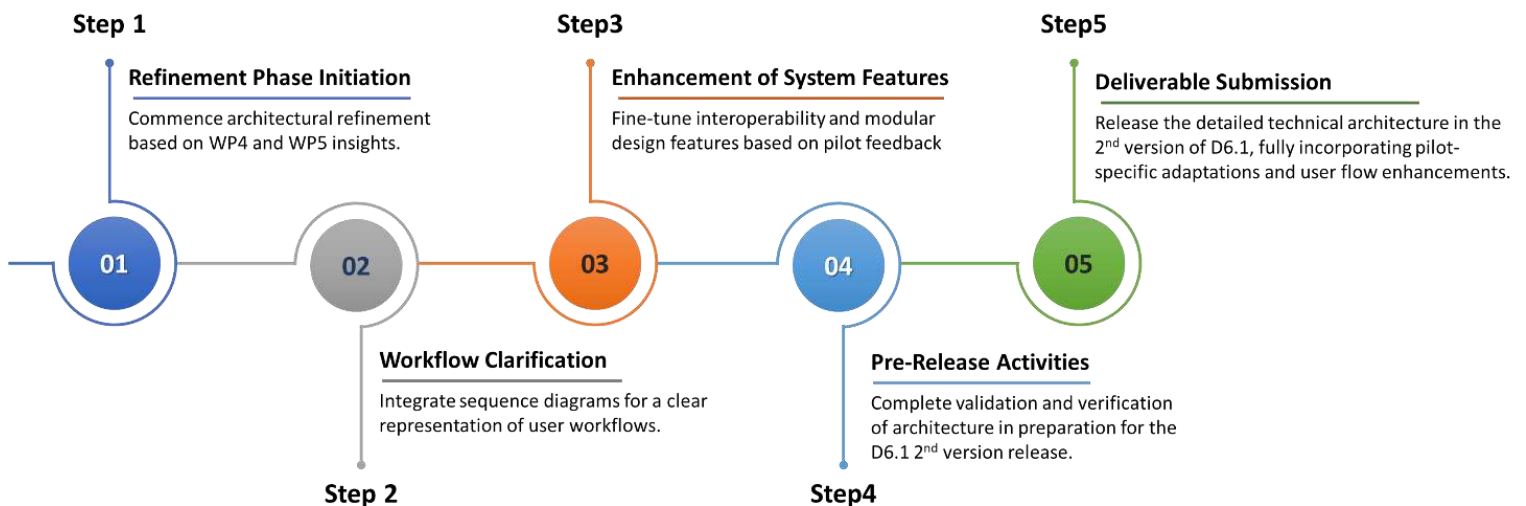 Step 1
Refinement Phase Initiation
Commence architectural refinement
based on WP4 and WP5 insights.
01
02
Workflow Clarification
Integrate sequence diagrams for a clear
representation of user workflows.
Step 2
Step3
Enhancement of System Features
Fine-tune interoperability and modular
design features based on pilot feedback
03
04
Pre-Release Activities
Complete validation and verification
of architecture in preparation for the
D6.1 2nd version release.
Step4
Step5
Deliverable Submission
Release the detailed technical architecture in the
2nd version of D6.1, fully incorporating pilot-
specific adaptations and user flow enhancements.
05